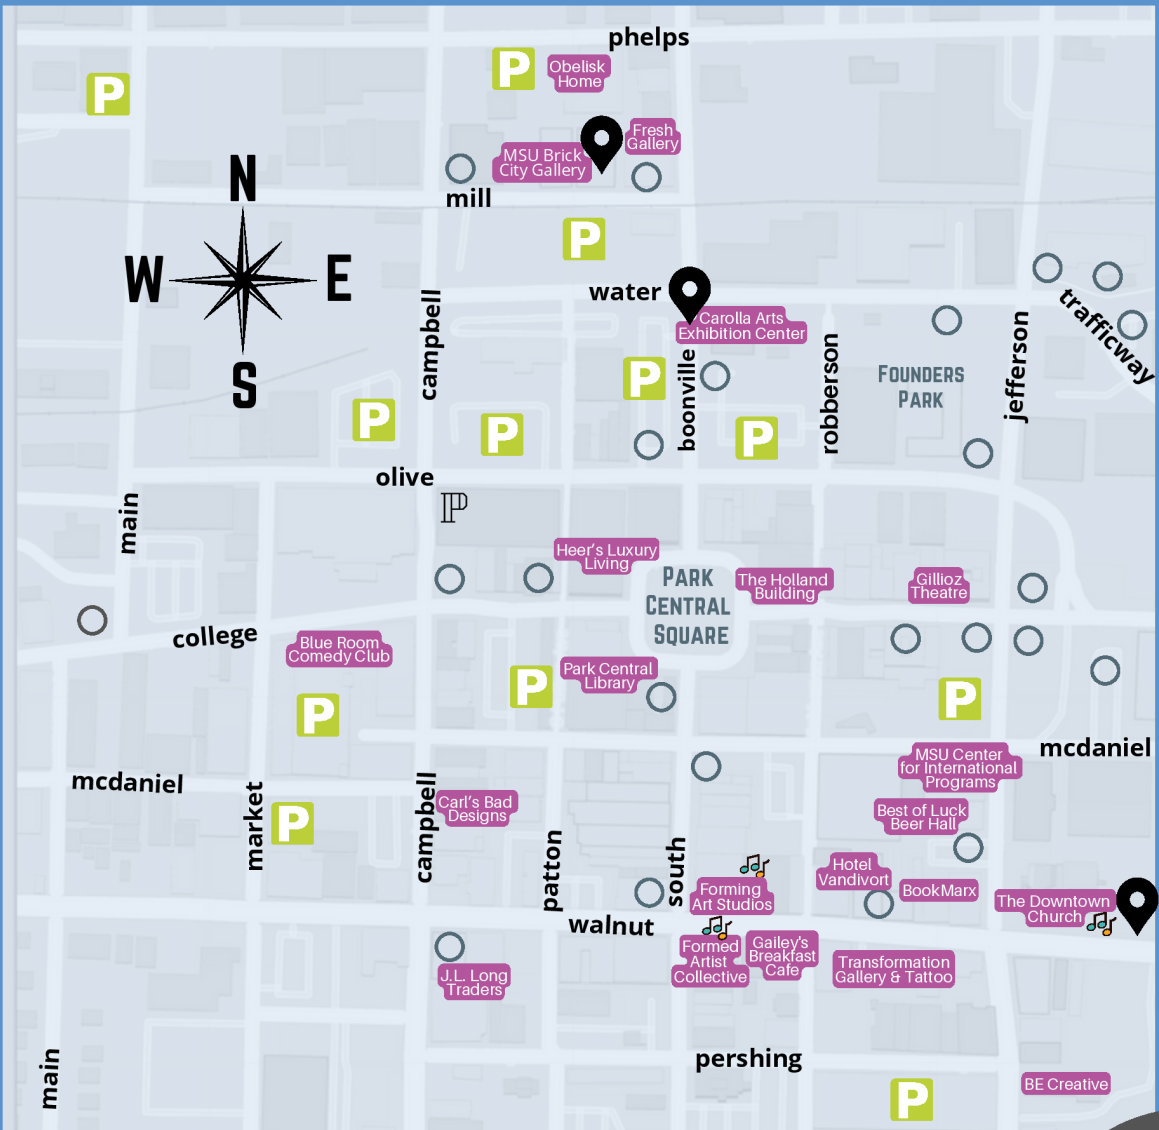 phelps
P
P
Obelisk
Home
Fresh
Gallery
MSU Brick
City Gallery
mill
N
W
E
S
P
water
Carolla Arts
Exhibition Center
trafficway
campbell
boonville
robberson
jefferson
Founders
Park
P
P
P
P
olive
P
main
Heer's Luxury
Living
Park
Central
Square
The Holland
Building
Gillioz
Theatre
college
Blue Room
Comedy Club
Park Central
Library
P
P
P
mcdaniel
mcdaniel
MSU Center
for International
Programs
market
P
campbell
Carl's Bad
Designs
Best of Luck
Beer Hall
patton
south
Hotel
Vandivort
BookMarx
Forming
Art Studios
The Downtown
Church
walnut
Formed
Artist
Collective
Gailey's
Breakfast
Cafe
Transformation
Gallery & Tattoo
J.L. Long
Traders
main
pershing
BE Creative
P